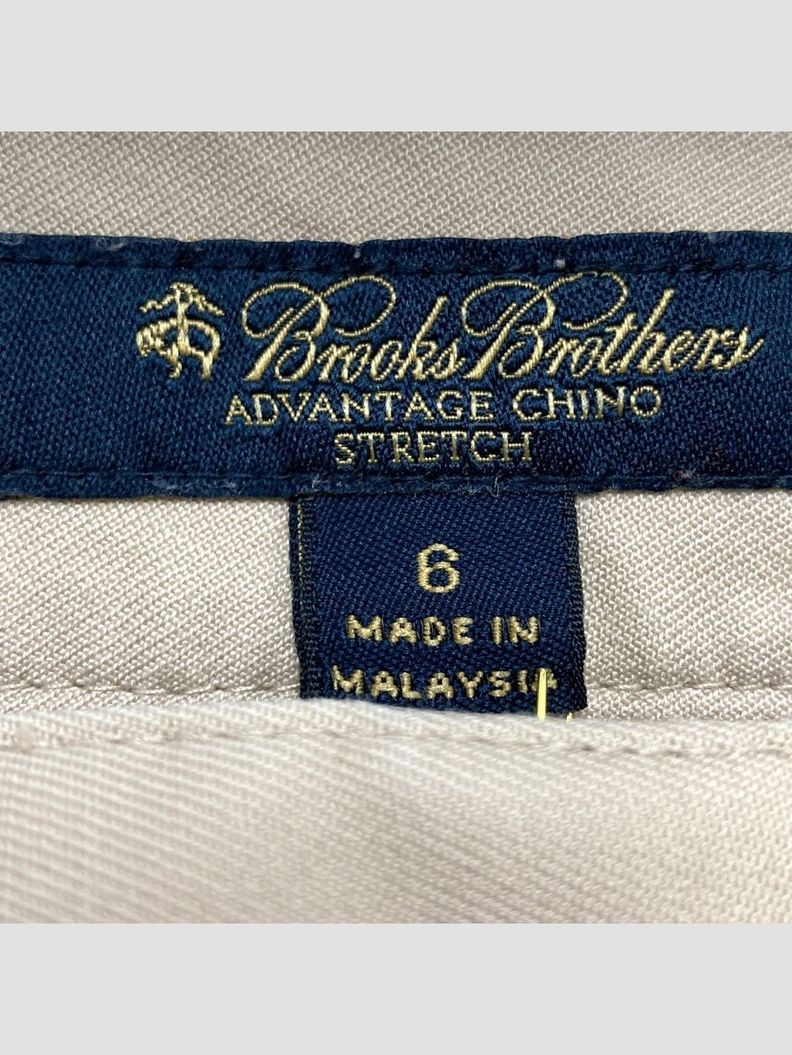 Brooks Brothers
ADVANTAGE CHINO
STRETCH
6
MADE IN
MALAYSIA